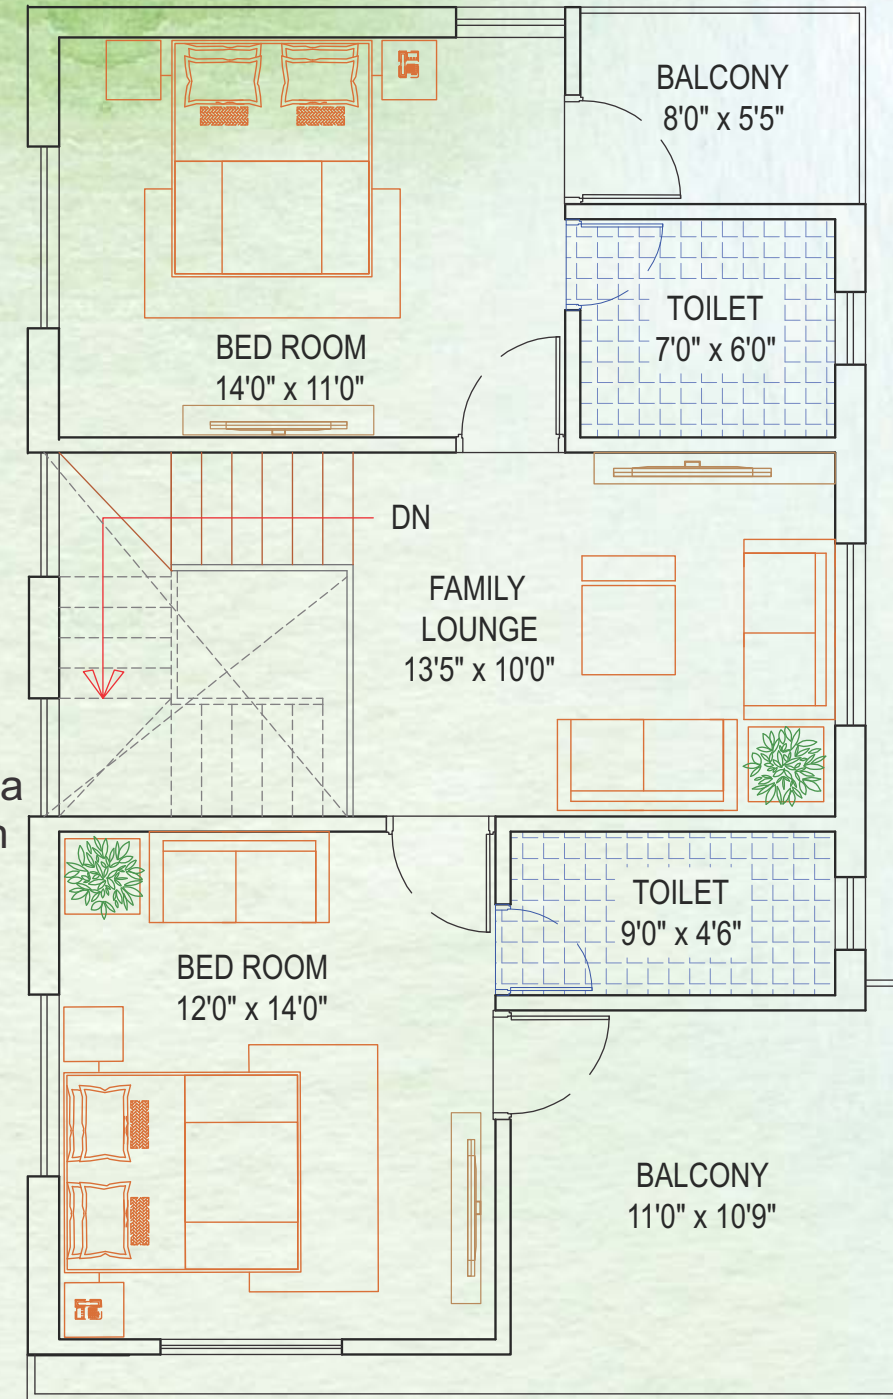 BALCONY
8'0" x 5'5"
TOILET
7'0" x 6'0"
BED ROOM
14'0" x 11'0"
DN
FAMILY
LOUNGE
13'5" x 10'0"
a
n
TOILET
9'0" x 4'6"
BED ROOM
12'0" x 14'0"
BALCONY
11'0" x 10'9"